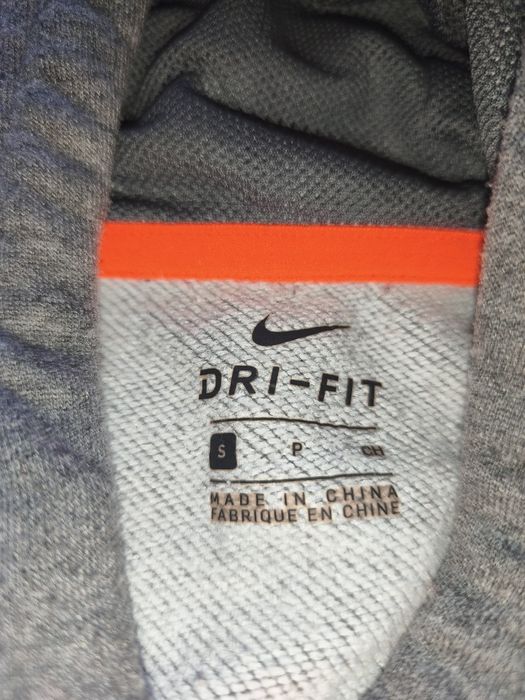 DRI-FIT
S P CH
MADE IN CHINA
FABRIQUE EN CHINE